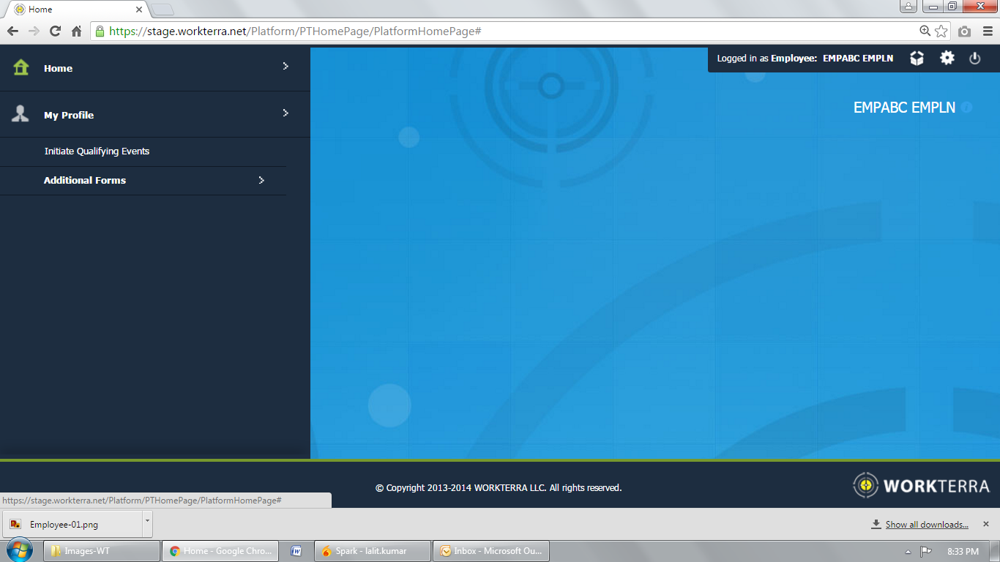 Home
https://stage.workterra.net/Platform/PTHomePage/PlatformHomePage#
Logged in as Employee: EMPABC EMPLN
Home
My Profile
Initiate Qualifying Events
Additional Forms
EMPABC EMPLN
© Copyright 2013-2014 WORKTERRA LLC. All rights reserved.
WORKTERRA
https://stage.workterra.net/Platform/PTHomePage/PlatformHomePage#
Employee-01.png
Show all downloads...
Images-WT
Home - Google Chro...
Spark - lalit.kumar
Inbox - Microsoft Ou...
8:33 PM